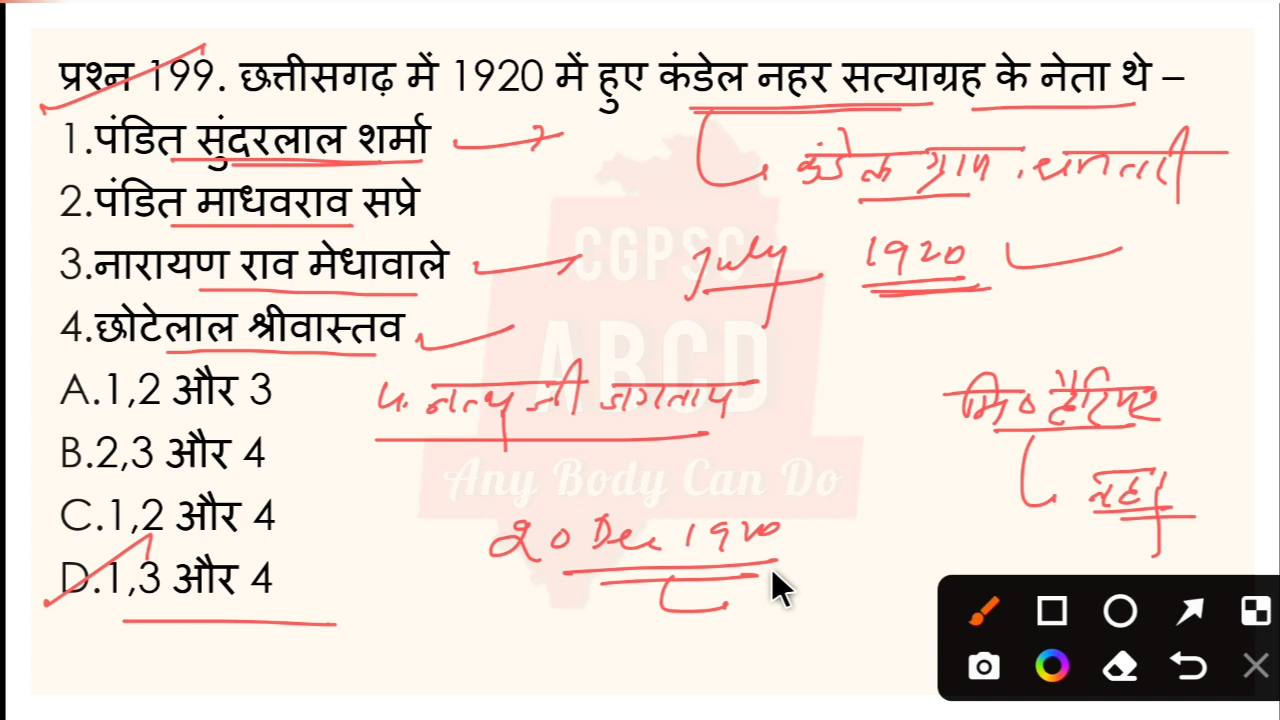 प्रश्न 199. छत्तीसगढ़ में 1920 में हुए कंडेल नहर सत्याग्रह के नेता थे –
1.पंडित सुंदरलाल शर्मा
कंडेल ग्राम. धमतरी
2.पंडित माधवराव सप्रे
3.नारायण राव मेधावाले
July 1920
4.छोटेलाल श्रीवास्तव
A.1,2 और 3
पं. नत्थू जी जगताप
B.2,3 और 4
C.1,2 और 4
20 Dec 1920
D.1,3 और 4
CGPSC
ABCD
Any Body Can Do